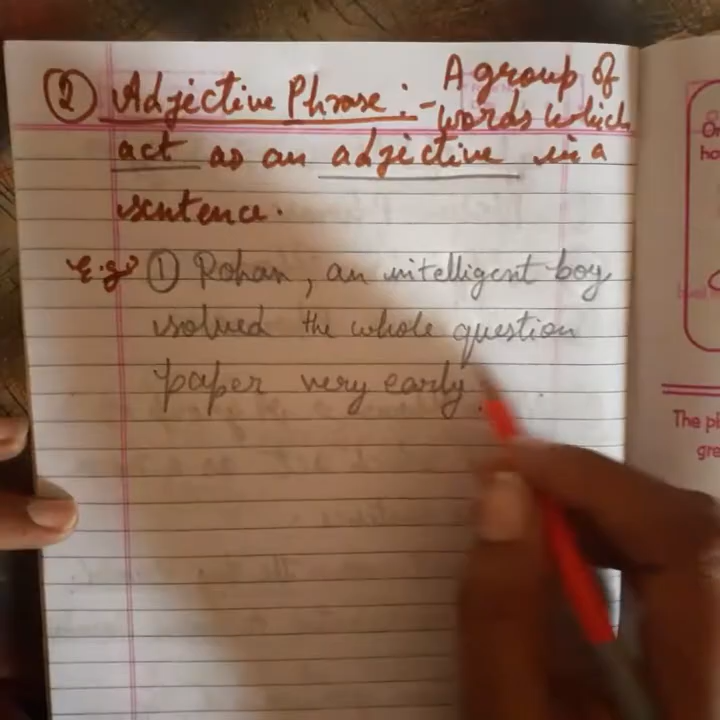 ② Adjective Phrase :- A group of
words which
act as an adjective in a
sentence.
E.g ① Rohan, an intelligent boy
solved the whole question
paper very early.
The pl
gre